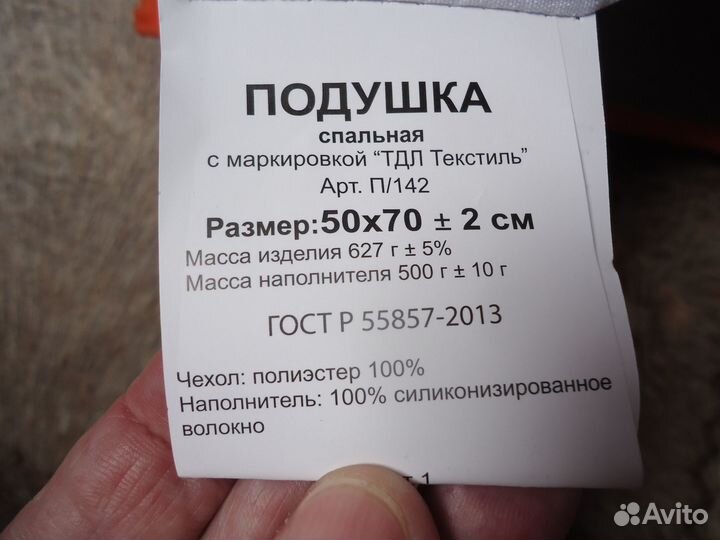 ПОДУШКА
спальная
с маркировкой “ТДЛ Текстиль”
Арт. П/142
Размер:50х70 ± 2 см
Масса изделия 627 г ± 5%
Масса наполнителя 500 г ± 10 г
ГОСТ Р 55857-2013
Чехол: полиэстер 100%
Наполнитель: 100% силиконизированное
волокно
Avito